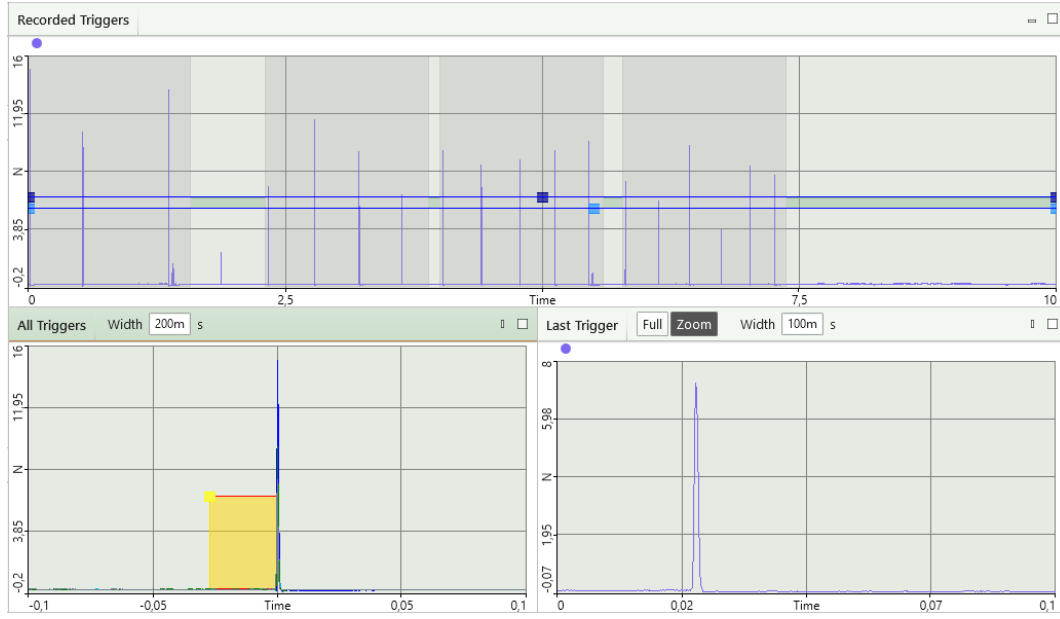 Recorded Triggers
16
11.95
N
3.85
-0.2
0
2,5
Time
7,5
10
All Triggers Width 200m s
16
11.95
N
3.85
-0.2
-0,1
-0,05
Time
0,05
0,1
Last Trigger Full Zoom Width 100m s
8
5,98
N
1,95
-0,07
0
0,02
Time
0,07
0,1